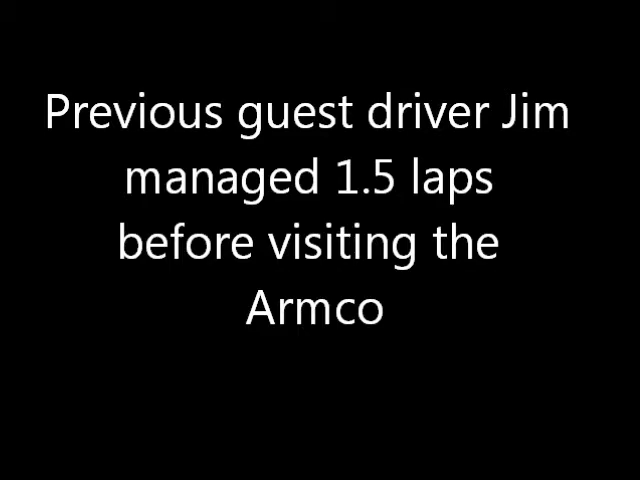 Previous guest driver Jim
managed 1.5 laps
before visiting the
Armco